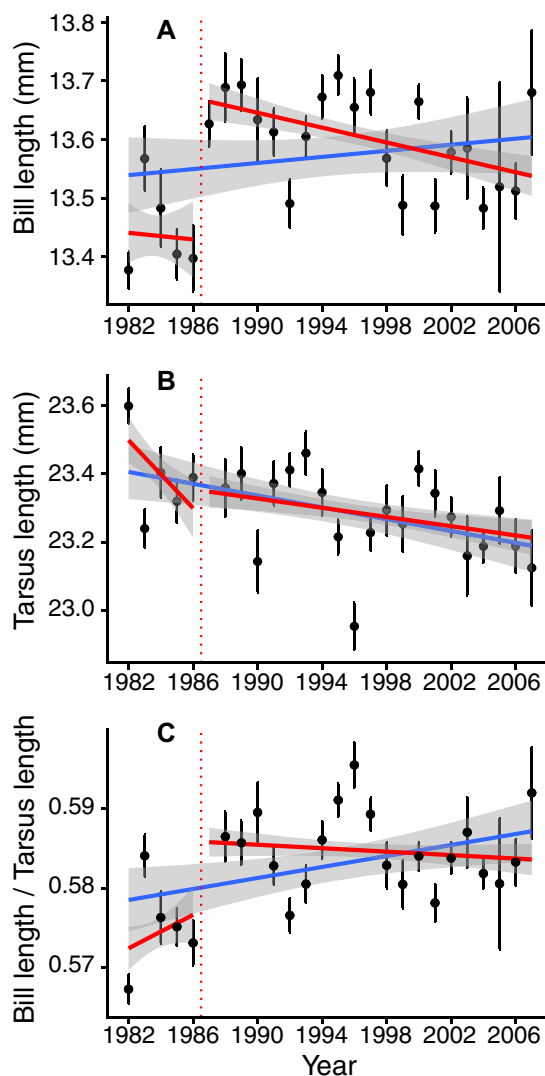 A
Bill length (mm)
13.8
13.7
13.6
13.5
13.4
1982 1986 1990 1994 1998 2002 2006
B
Tarsus length (mm)
23.6
23.4
23.2
23.0
1982 1986 1990 1994 1998 2002 2006
C
Bill length / Tarsus length
0.59
0.58
0.57
1982 1986 1990 1994 1998 2002 2006
Year